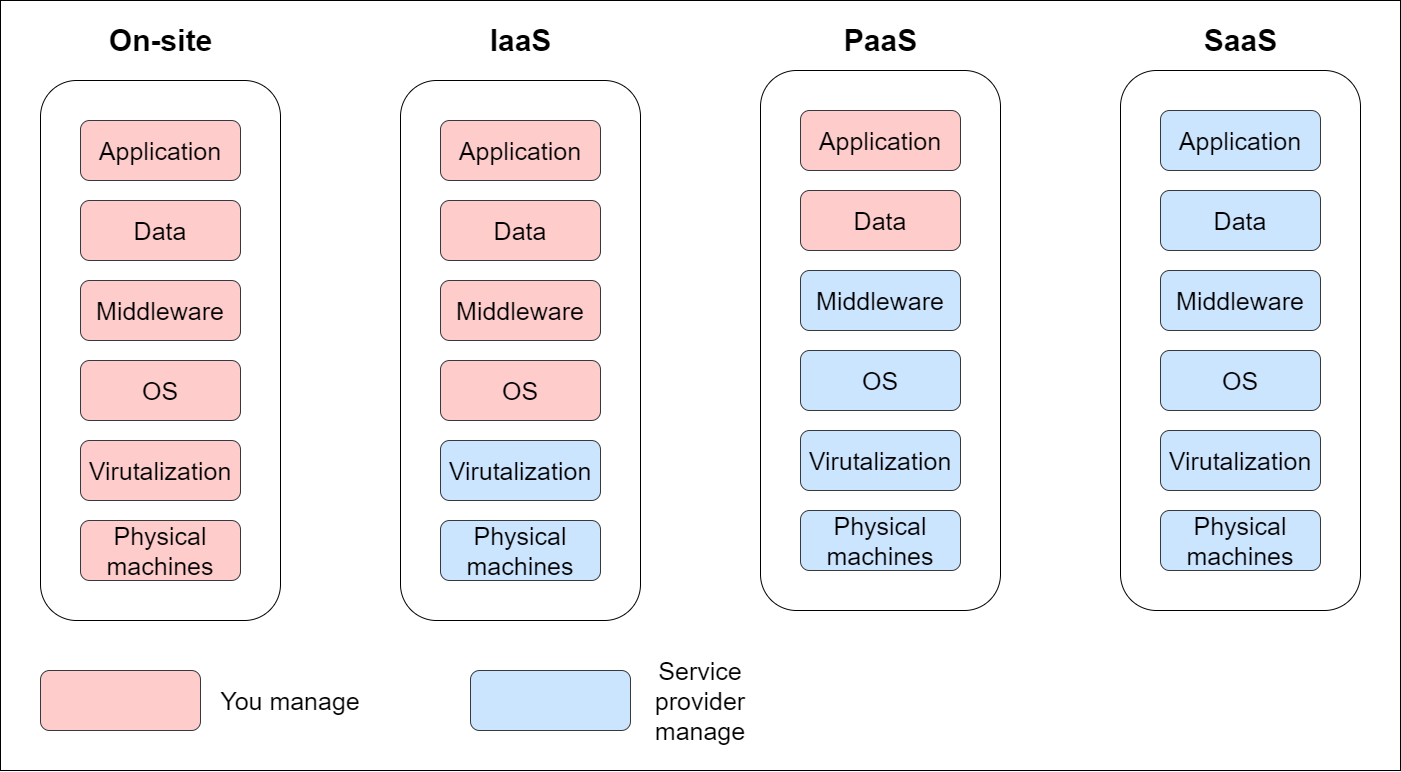 On-site
Application
Data
Middleware
OS
Virutalization
Physical
machines
IaaS
Application
Data
Middleware
OS
Virutalization
Physical
machines
PaaS
Application
Data
Middleware
OS
Virutalization
Physical
machines
SaaS
Application
Data
Middleware
OS
Virutalization
Physical
machines
You manage
Service
provider
manage